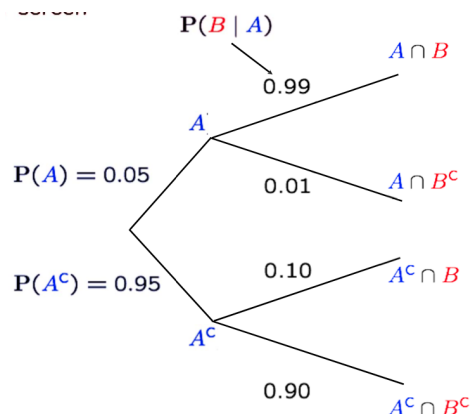 P(B | A)
A ∩ B
0.99
A
P(A) = 0.05
0.01
A ∩ Bᶜ
0.10
Aᶜ ∩ B
P(Aᶜ) = 0.95
Aᶜ
0.90
Aᶜ ∩ Bᶜ